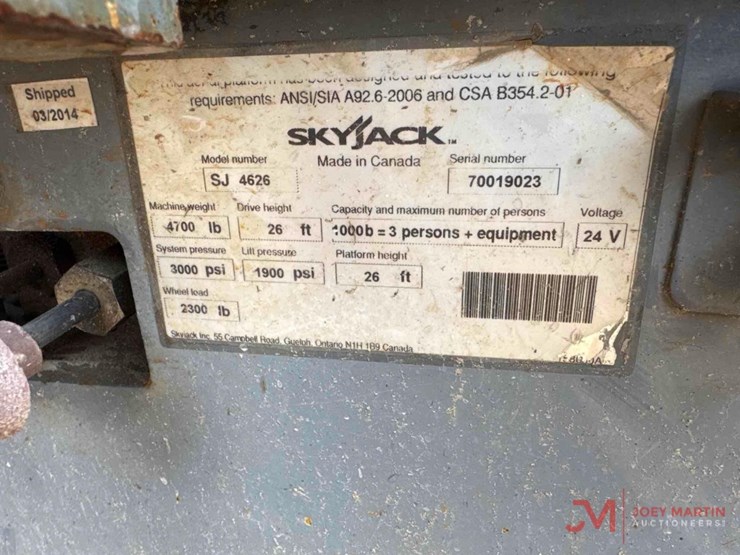 Shipped
03/2014
requirements: ANSI/SIA A92.6-2006 and CSA B354.2-01
SKYJACK™
Made in Canada
Model number
SJ 4626
Serial number
70019023
Machine weight
4700 lb
Drive height
26 ft
Capacity and maximum number of persons
1000 b = 3 persons + equipment
Voltage
24 V
System pressure
3000 psi
Lift pressure
1900 psi
Platform height
26 ft
Wheel load
2300 lb
Skyjack Inc. 55 Campbell Road, Guelph, Ontario N1H 1B9 Canada
JM JOEY MARTIN
AUCTIONEERS